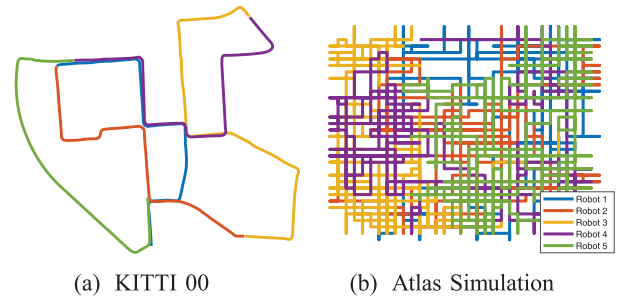 Robot 1
Robot 2
Robot 3
Robot 4
Robot 5
(a) KITTI 00
(b) Atlas Simulation